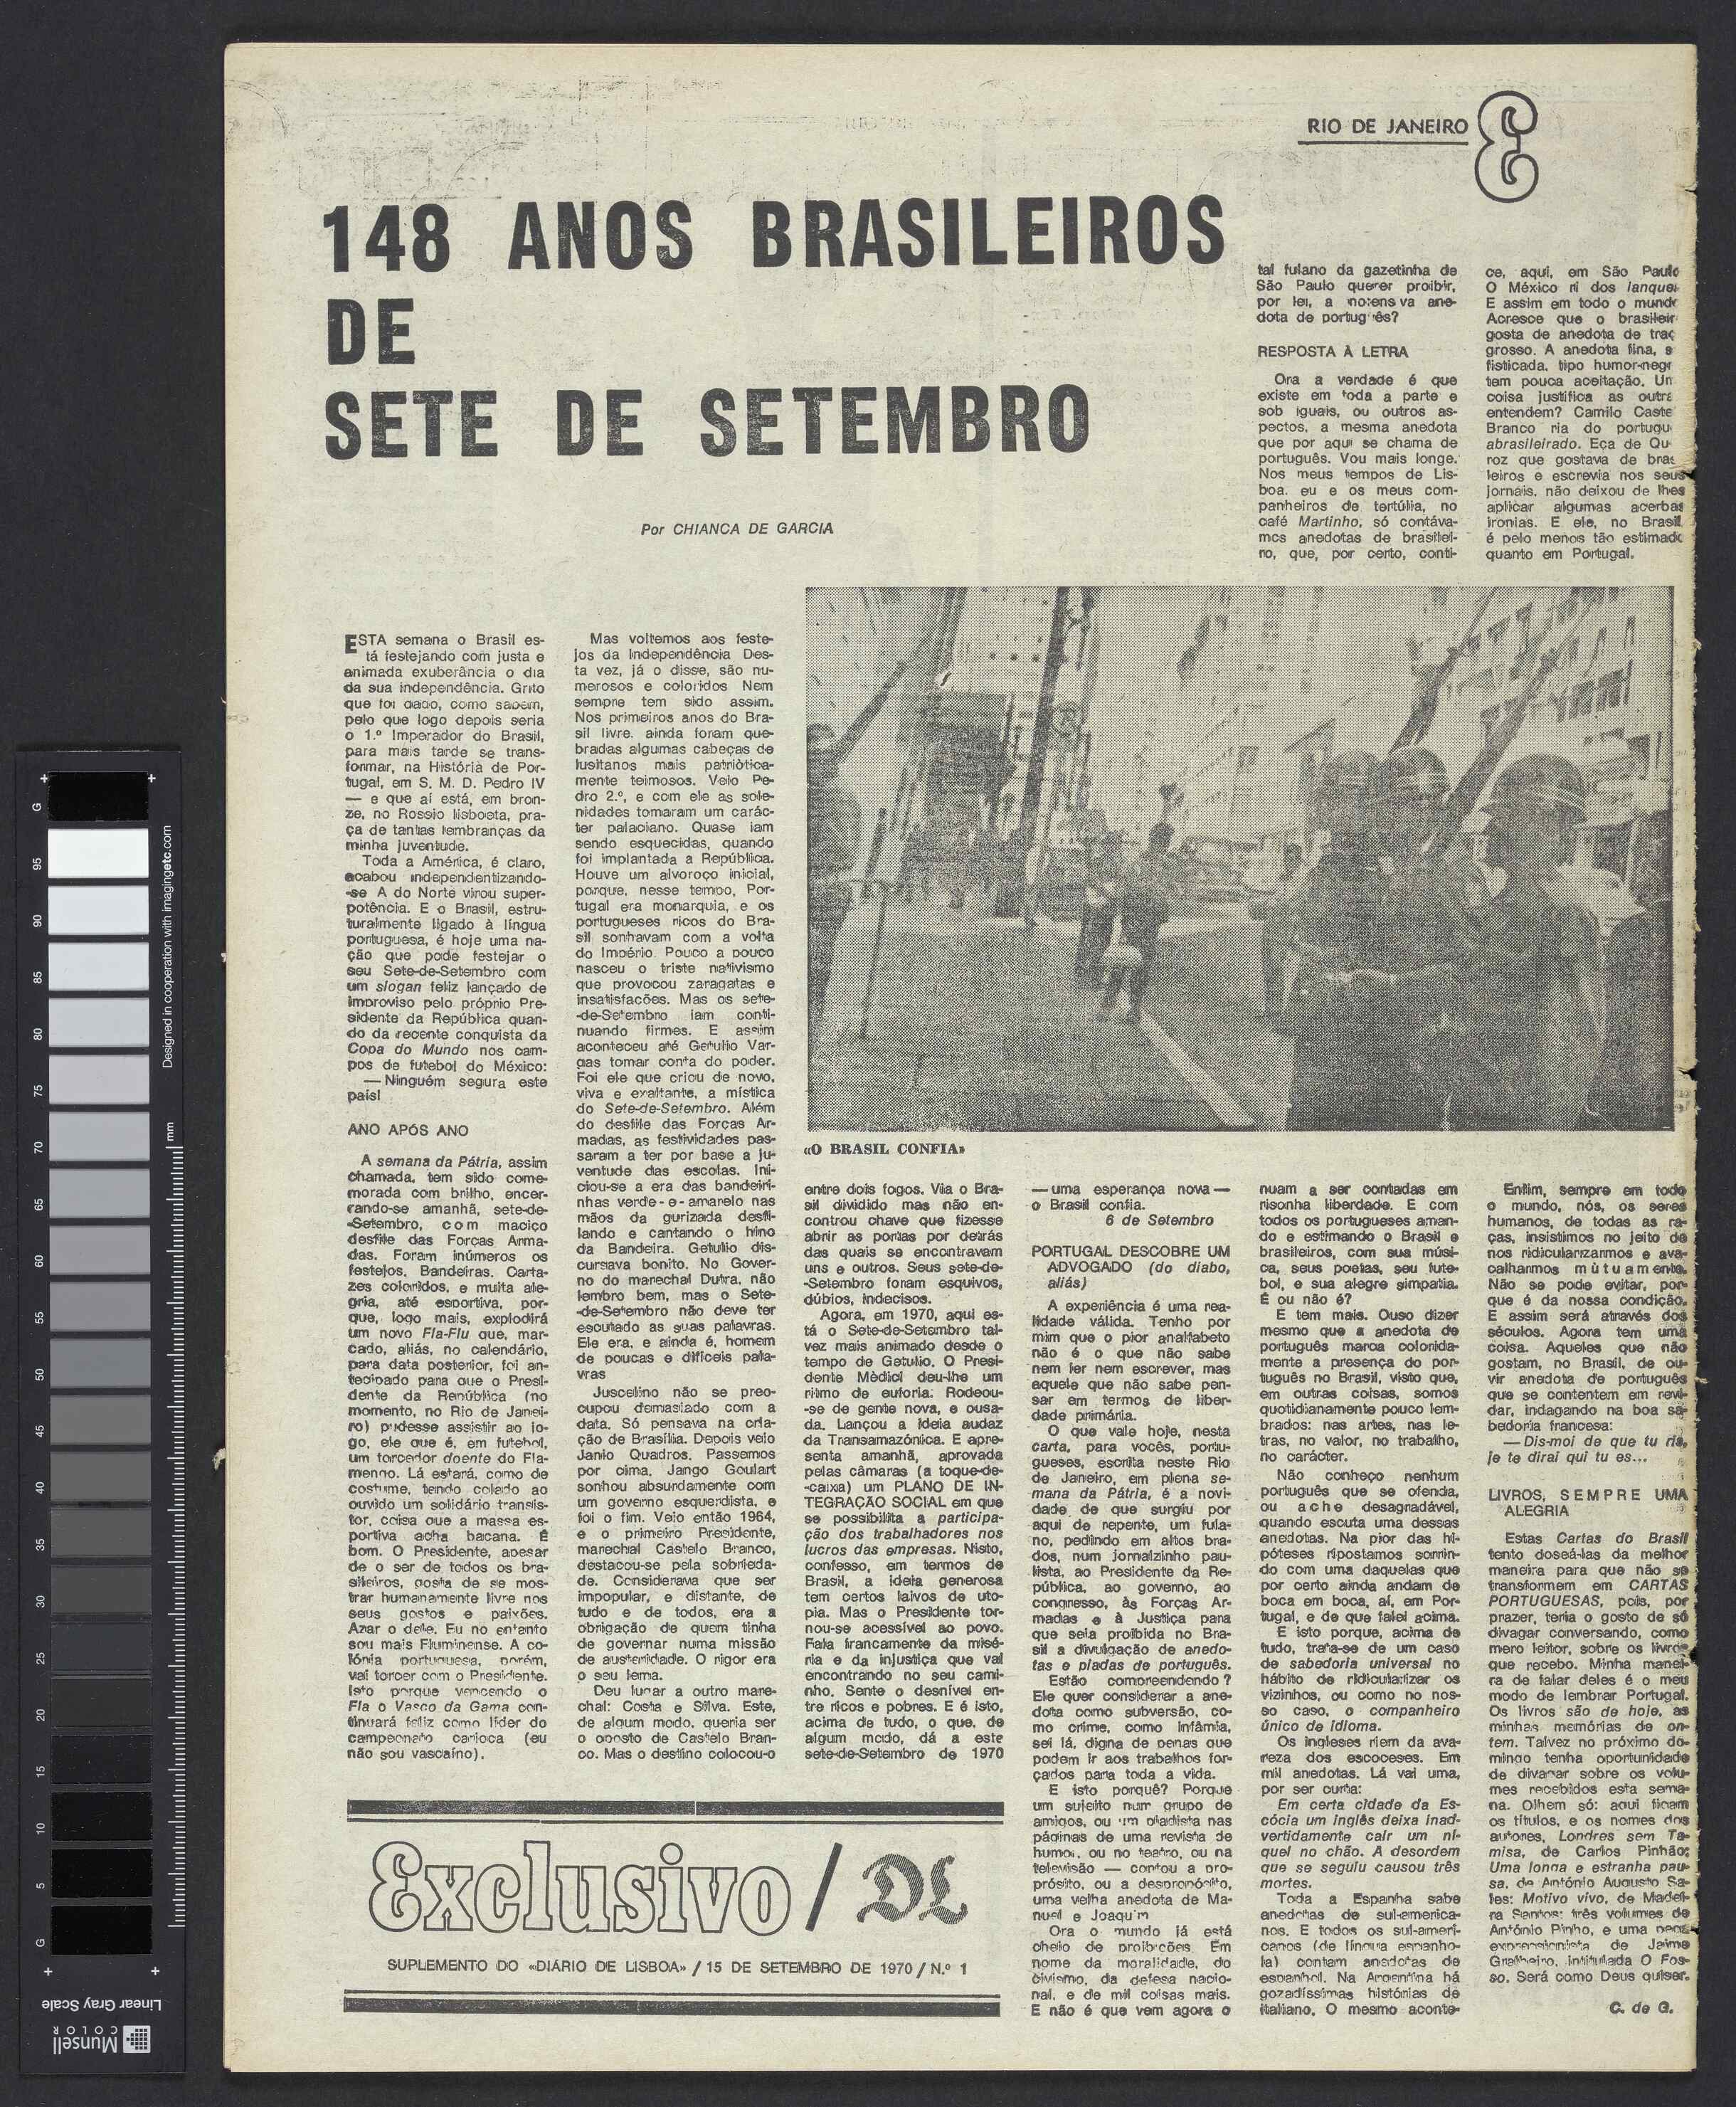 RIO DE JANEIRO
148 ANOS BRASILEIROS
DE
SETE DE SETEMBRO
Por CHIANCA DE GARCIA
ESTA semana o Brasil es-
tá festejando com justa e
animada exuberância o dia
da sua independência. Grito
que foi dado, como sabem,
pelo que logo depois seria
o 1.º Imperador do Brasil,
para mais tarde se trans-
formar, na História de Por-
tugal, em S. M. D. Pedro IV
— e que aí está, em bron-
ze, no Rossio lisboeta, pra-
ça de tantas lembranças da
minha juventude.
Toda a América, é claro,
acabou independentizando-
-se A do Norte virou super-
potência. E o Brasil, estru-
turalmente ligado à língua
portuguesa, é hoje uma na-
ção que pode festejar o
seu Sete-de-Setembro com
um slogan feliz lançado de
improviso pelo próprio Pre-
sidente da República quan-
do da recente conquista da
Copa do Mundo nos cam-
pos de futebol do México:
— Ninguém segura este
país!
ANO APÓS ANO
A semana da Pátria, assim
chamada, tem sido come-
morada com brilho, encer-
rando-se amanhã, sete-de-
-Setembro, com maciço
desfile das Forças Arma-
das. Foram inúmeros os
festejos, Bandeiras. Carta-
zes coloridos, e muita ale-
gria, até esportiva, por-
que, logo mais, explodirá
um novo Fla-Flu que, mar-
cado, aliás, no calendário,
para data posterior, foi an-
tecipado para que o Presi-
dente da República (no
momento, no Rio de Janei-
ro) pudesse assistir ao jo-
go, ele que é, em futebol,
um torcedor doente do Fla-
mengo. Lá estará, como de
costume, tendo colado ao
ouvido um solidário transis-
tor, coisa que a massa es-
portiva acha bacana. É
bom. O Presidente, apesar
de o ser de todos os bra-
sileiros, gosta de se mos-
trar humanamente livre nos
seus gostos e paixões.
Azar o dele. Eu no entanto
sou mais Fluminense. A co-
lónia portuguesa, porém,
vai torcer com o Presidente.
Isto porque vencendo o
Fla o Vasco da Gama con-
tinuará feliz como líder do
campeonato carioca (eu
não sou vascaíno).
Mas voltemos aos feste-
jos da Independência Des-
ta vez, já o disse, são nu-
merosos e coloridos Nem
sempre tem sido assim.
Nos primeiros anos do Bra-
sil livre, ainda foram que-
bradas algumas cabeças de
lusitanos mais patriòtica-
mente teimosos. Veio Pe-
dro 2.º, e com ele as sole-
nidades tomaram um carác-
ter palaciano. Quase iam
sendo esquecidas, quando
foi implantada a República.
Houve um alvoroço inicial,
porque, nesse tempo, Por-
tugal era monarquia, e os
portugueses ricos do Bra-
sil sonhavam com a volta
do Império. Pouco a pouco
nasceu o triste nativismo
que provocou zaragatas e
insatisfações. Mas os sete-
-de-Setembro iam conti-
nuando firmes. E assim
aconteceu até Getulio Var-
gas tomar conta do poder.
Foi ele que criou de novo,
viva e exaltante, a mística
do Sete-de-Setembro. Além
do desfile das Forças Ar-
madas, as festividades pas-
saram a ter por base a ju-
ventude das escolas. Ini-
ciou-se a era das bandeiri-
nhas verde-e-amarelo nas
mãos da gurizada desfi-
lando e cantando o hino
da Bandeira. Getulio dis-
cursava bonito. No Gover-
no do marechal Dutra, não
lembro bem, mas o Sete-
-de-Setembro não deve ter
escutado as suas palavras.
Ele era, e ainda é, homem
de poucas e difíceis pala-
vras
Juscelino não se preo-
cupou demasiado com a
data. Só pensava na cria-
ção de Brasília. Depois veio
Janio Quadros. Passemos
por cima. Jango Goulart
sonhou absurdamente com
um governo esquerdista, e
foi o fim. Veio então 1964,
e o primeiro Presidente,
marechal Castelo Branco,
destacou-se pela sobrieda-
de. Considerava que ser
impopular, e distante, de
tudo e de todos, era a
obrigação de quem tinha
de governar numa missão
de austeridade. O rigor era
o seu lema.
Deu lugar a outro mare-
chal: Costa e Silva. Este,
de algum modo, queria ser
o oposto de Castelo Bran-
co. Mas o destino colocou-o
«O BRASIL CONFIA»
entre dois fogos. Via o Bra-
sil dividido mas não en-
controu chave que fizesse
abrir as portas por detrás
das quais se encontravam
uns e outros. Seus sete-de-
-Setembro foram esquivos,
dúbios, indecisos.
Agora, em 1970, aqui es-
tá o Sete-de-Setembro tal-
vez mais animado desde o
tempo de Getulio. O Presi-
dente Médici deu-lhe um
ritmo de euforia. Rodeou-
-se de gente nova, e ousa-
da. Lançou a ideia audaz
da Transamazónica. E apre-
senta amanhã, aprovada
pelas câmaras (a toque-de-
-caixa) um PLANO DE IN-
TEGRAÇÃO SOCIAL em que
se possibilita a participa-
ção dos trabalhadores nos
lucros das empresas. Nisto,
confesso, em termos de
Brasil, a ideia generosa
tem certos laivos de uto-
pia. Mas o Presidente tor-
nou-se acessível ao povo.
Fala francamente da misé-
ria e da injustiça que vai
encontrando no seu cami-
nho. Sente o desnível en-
tre ricos e pobres. E é isto,
acima de tudo, o que, de
algum modo, dá a este
sete-de-Setembro de 1970
— uma esperança nova —
o Brasil confia.
6 de Setembro
PORTUGAL DESCOBRE UM
ADVOGADO (do diabo,
aliás)
A experiência é uma rea-
lidade válida. Tenho por
mim que o pior analfabeto
não é o que não sabe
nem ler nem escrever, mas
aquele que não sabe pen-
sar em termos de liber-
dade primária.
O que vale hoje, nesta
carta, para vocês, portu-
gueses, escrita neste Rio
de Janeiro, em plena se-
mana da Pátria, é a novi-
dade de que surgiu por
aqui de repente, um fula-
no, pedindo em altos bra-
dos, num jornalzinho pau-
lista, ao Presidente da Re-
pública, ao governo, ao
congresso, às Forças Ar-
madas e à Justiça para
que seja proibida no Bra-
sil a divulgação de anedo-
tas e piadas de português.
Estão compreendendo?
Ele quer considerar a ane-
dota como subversão, co-
mo crime, como infâmia,
sei lá, digna de penas que
podem ir aos trabalhos for-
çados para toda a vida.
E isto porquê? Porque
um sujeito num grupo de
amigos, ou um piadista nas
páginas de uma revista de
humor, ou no teatro, ou na
televisão — contou a pro-
pósito, ou a despropósito,
uma velha anedota de Ma-
nuel e Joaquim
Ora o mundo já está
cheio de proibições. Em
nome da moralidade, do
civismo, da defesa nacio-
nal, e de mil coisas mais.
E não é que vem agora o
tal fulano da gazetinha de
São Paulo querer proibir,
por lei, a inofensiva ane-
dota de português?
RESPOSTA À LETRA
Ora a verdade é que
existe em toda a parte e
sob iguais, ou outros as-
pectos, a mesma anedota
que por aqui se chama de
português. Vou mais longe.
Nos meus tempos de Lis-
boa, eu e os meus com-
panheiros de tertúlia, no
café Martinho, só contáva-
mos anedotas de brasilei-
ro, que, por certo, conti-
nuam a ser contadas em
risonha liberdade. E com
todos os portugueses aman-
do e estimando o Brasil e
brasileiros, com sua músi-
ca, seus poetas, seu fute-
bol, e sua alegre simpatia.
É ou não é?
E tem mais. Ouso dizer
mesmo que a anedota de
português marca colorida-
mente a presença do por-
tuguês no Brasil, visto que,
em outras coisas, somos
quotidianamente pouco lem-
brados: nas artes, nas le-
tras, no valor, no trabalho,
no carácter.
Não conheço nenhum
português que se ofenda,
ou ache desagradável,
quando escuta uma dessas
anedotas. Na pior das hi-
póteses ripostamos sorrin-
do com uma daquelas que
por certo ainda andam de
boca em boca, aí, em Por-
tugal, e de que falei acima.
E isto porque, acima de
tudo, trata-se de um caso
de sabedoria universal no
hábito de ridicularizar os
vizinhos, ou como no nos-
so caso, o companheiro
único de idioma.
Os ingleses riem da ava-
reza dos escoceses. Em
mil anedotas. Lá vai uma,
por ser curta:
Em certa cidade da Es-
cócia um inglês deixa inad-
vertidamente cair um ní-
quel no chão. A desordem
que se seguiu causou três
mortes.
Toda a Espanha sabe
anedotas de sul-america-
nos. E todos os sul-ameri-
canos (de língua espanho-
la) contam anedotas de
espanhol. Na Argentina há
gozadíssimas histórias de
italiano. O mesmo aconte-
ce, aqui, em São Paulo
O México ri dos Ianques
E assim em todo o mundo
Acresce que o brasileir
gosta de anedota de traç
grosso. A anedota fina, s
fisticada, tipo humor-negr
tem pouca aceitação. Un
coisa justifica as outra
entendem? Camilo Caste
Branco ria do portugu
abrasileirado. Eça de Qu
roz que gostava de bras
leiros e escrevia nos seus
jornais, não deixou de lhes
aplicar algumas acerbas
ironias. E ele, no Brasil,
é pelo menos tão estimado
quanto em Portugal.
Enfim, sempre em todo
o mundo, nós, os seres
humanos, de todas as ra-
ças, insistimos no jeito de
nos ridicularizarmos e ava-
calharmos mùtuamente.
Não se pode evitar, por-
que é da nossa condição.
E assim será através dos
séculos. Agora tem uma
coisa. Aqueles que não
gostam, no Brasil, de ou-
vir anedota de português
que se contentem em revi-
dar, indagando na boa sa-
bedoria francesa:
— Dis-moi de que tu ris,
je te dirai qui tu es...
LIVROS, SEMPRE UMA
ALEGRIA
Estas Cartas do Brasil
tento doseá-las da melhor
maneira para que não se
transformem em CARTAS
PORTUGUESAS, pois, por
prazer, teria o gosto de só
divagar conversando, como
mero leitor, sobre os livros
que recebo. Minha manei-
ra de falar deles é o meu
modo de lembrar Portugal.
Os livros são de hoje, as
minhas memórias de on-
tem. Talvez no próximo do-
mingo tenha oportunidade
de divagar sobre os volu-
mes recebidos esta sema-
na. Olhem só: aqui ficam
os títulos, e os nomes dos
autores, Londres sem Ta-
misa, de Carlos Pinhão;
Uma longa e estranha pau-
sa, de António Augusto Sa-
les: Motivo vivo, de Madei-
ra Santos: três volumes de
António Pinho, e uma peça
expressionista de Jaime
Gralheiro, intitulada O Fos-
so. Será como Deus quiser.
C. de G.
Exclusivo / DL
SUPLEMENTO DO «DIÁRIO DE LISBOA» / 15 DE SETEMBRO DE 1970 / N.º 1
G
95
90
85
80
75
70
65
60
55
50
45
40
35
30
25
20
15
10
5
G
mm
Designed in cooperation with imagingetc.com
Linear Gray Scale
Munsell
COLOR